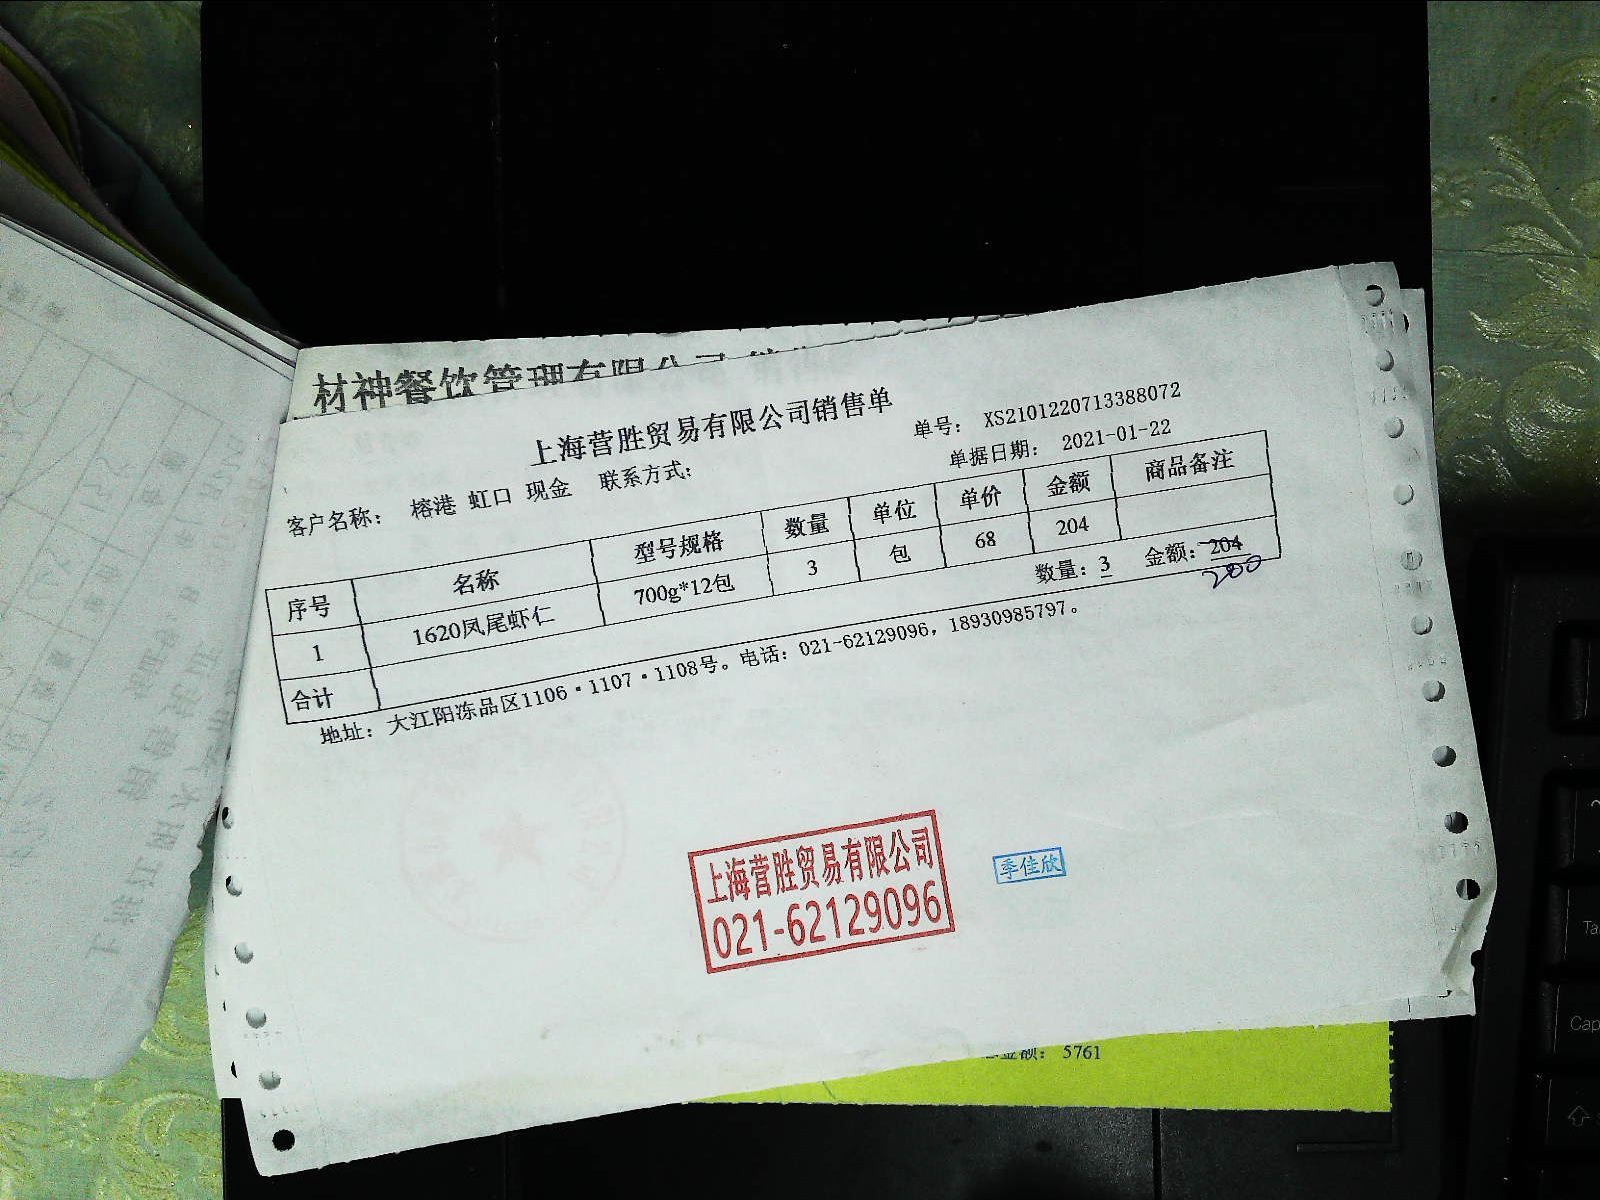 材神餐饮管理有限公司
上海营胜贸易有限公司销售单
单号： XS2101220713388072
客户名称： 榕港 虹口 现金 联系方式：
单据日期： 2021-01-22
序号 名称 型号规格 数量 单位 单价 金额 商品备注
1 1620凤尾虾仁 700g*12包 3 包 68 204
合计 数量：3 金额：204
200
地址： 大江阳冻品区1106·1107·1108号。电话：021-62129096，18930985797。
上海营胜贸易有限公司
021-62129096
季佳欣
金额： 5761
Ta
Cap